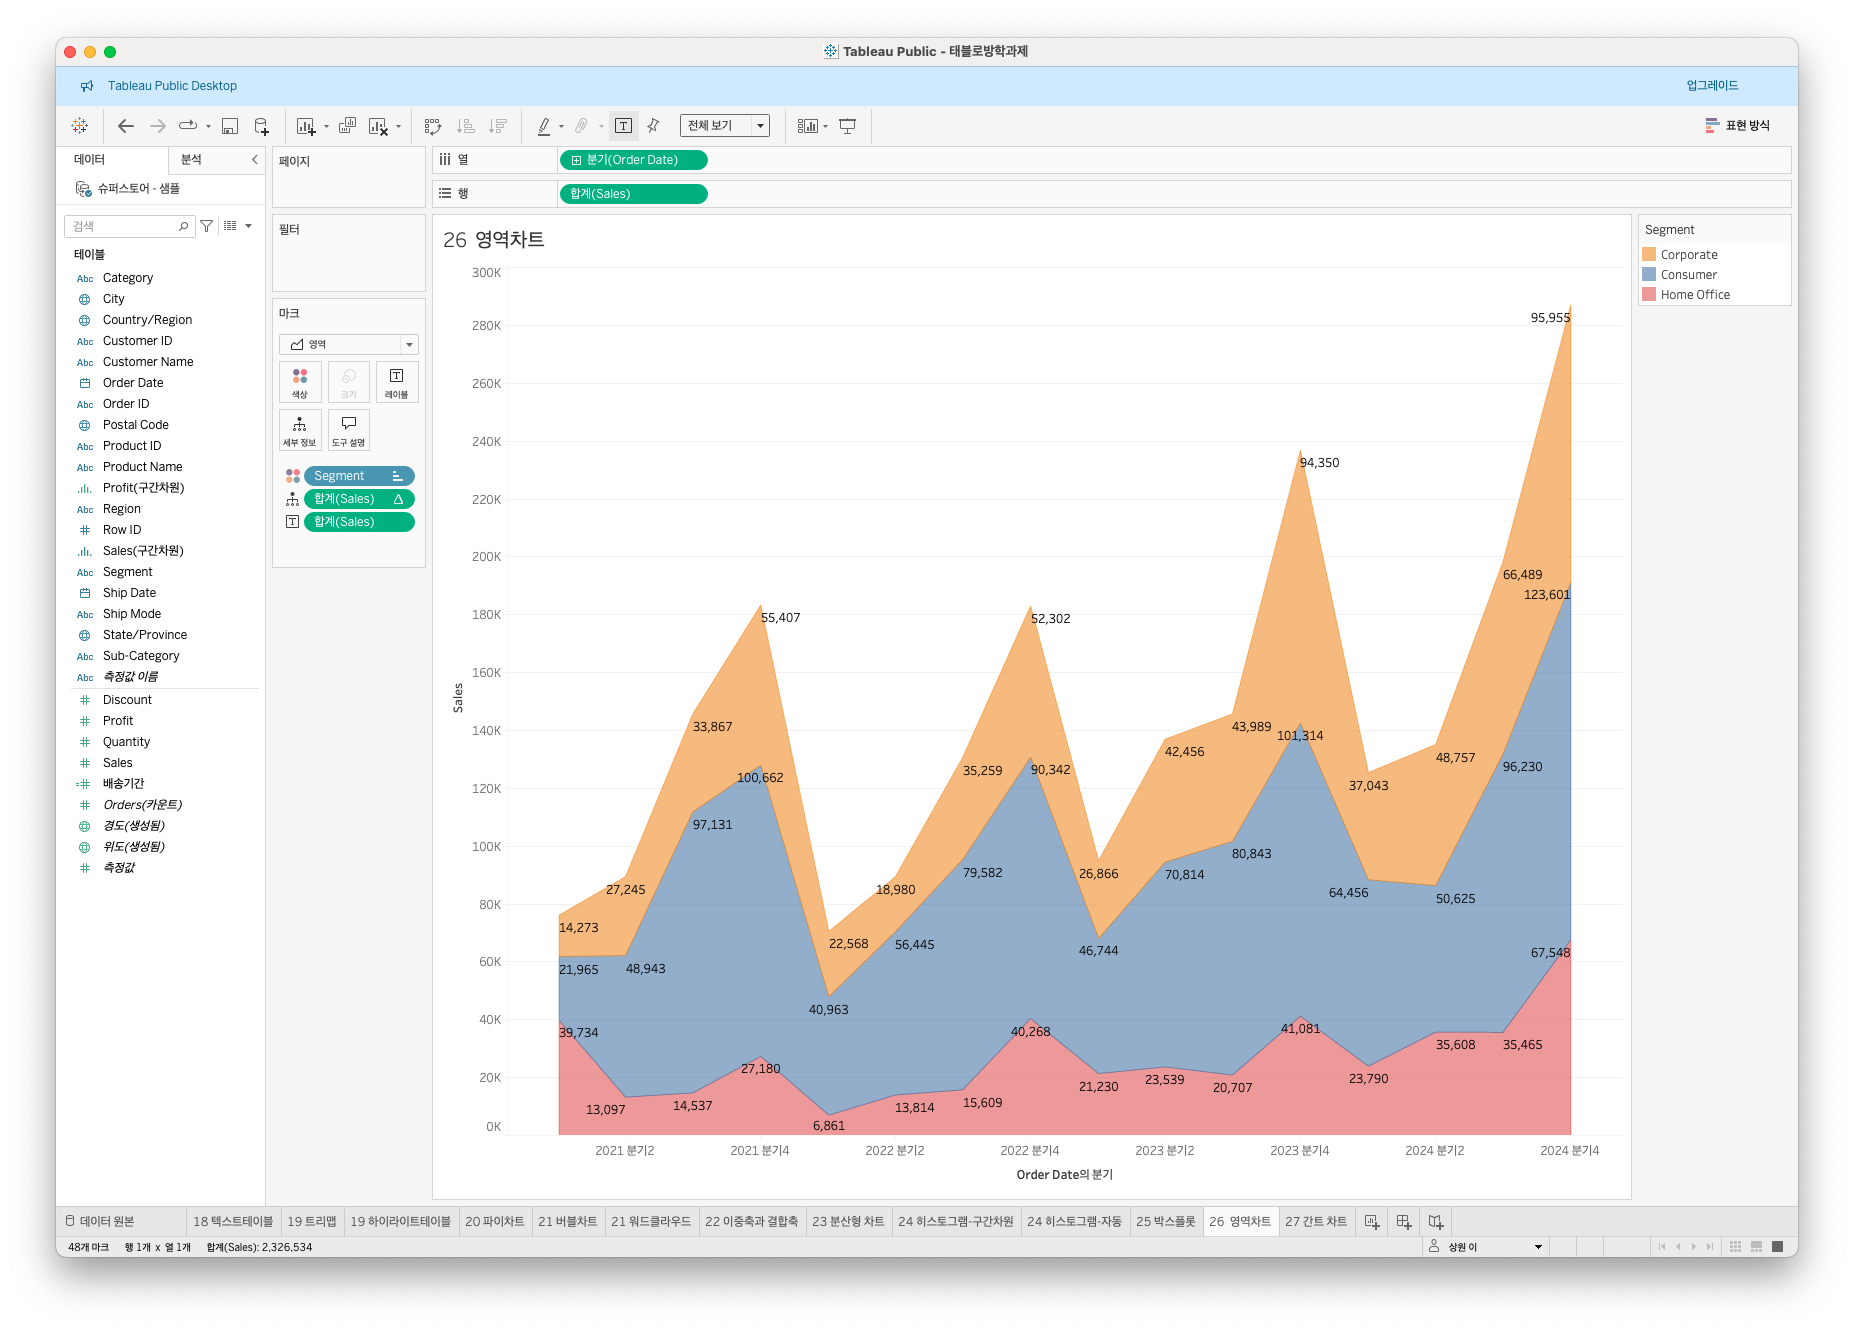 Tableau Public - 태블로방학과제
Tableau Public Desktop
업그레이드
전체 보기
표현 방식
데이터
분석
슈퍼스토어 - 샘플
검색
테이블
Abc Category
City
Country/Region
Abc Customer ID
Abc Customer Name
Order Date
Abc Order ID
Postal Code
Abc Product ID
Abc Product Name
Profit(구간차원)
Abc Region
Row ID
Sales(구간차원)
Abc Segment
Ship Date
Abc Ship Mode
State/Province
Abc Sub-Category
Abc 측정값 이름
Discount
Profit
Quantity
Sales
배송기간
Orders(카운트)
경도(생성됨)
위도(생성됨)
측정값
페이지
필터
마크
영역
색상
크기
레이블
세부 정보
도구 설명
Segment
합계(Sales)
합계(Sales)
열
분기(Order Date)
행
합계(Sales)
26 영역차트
300K
280K
260K
240K
220K
200K
180K
160K
140K
120K
100K
80K
60K
40K
20K
0K
Sales
14,273
27,245
33,867
55,407
22,568
18,980
35,259
52,302
26,866
42,456
43,989
94,350
37,043
48,757
66,489
95,955
21,965
48,943
97,131
100,662
40,963
56,445
79,582
90,342
46,744
70,814
80,843
101,314
64,456
50,625
96,230
123,601
39,734
13,097
14,537
27,180
6,861
13,814
15,609
40,268
21,230
23,539
20,707
41,081
23,790
35,608
35,465
67,548
2021 분기2
2021 분기4
2022 분기2
2022 분기4
2023 분기2
2023 분기4
2024 분기2
2024 분기4
Order Date의 분기
Segment
Corporate
Consumer
Home Office
데이터 원본
18 텍스트테이블
19 트리맵
19 하이라이트테이블
20 파이차트
21 버블차트
21 워드클라우드
22 이중축과 결합축
23 분산형 차트
24 히스토그램-구간차원
24 히스토그램-자동
25 박스플롯
26 영역차트
27 간트 차트
48개 마크 행 1개 x 열 1개 합계(Sales): 2,326,534
상원 이